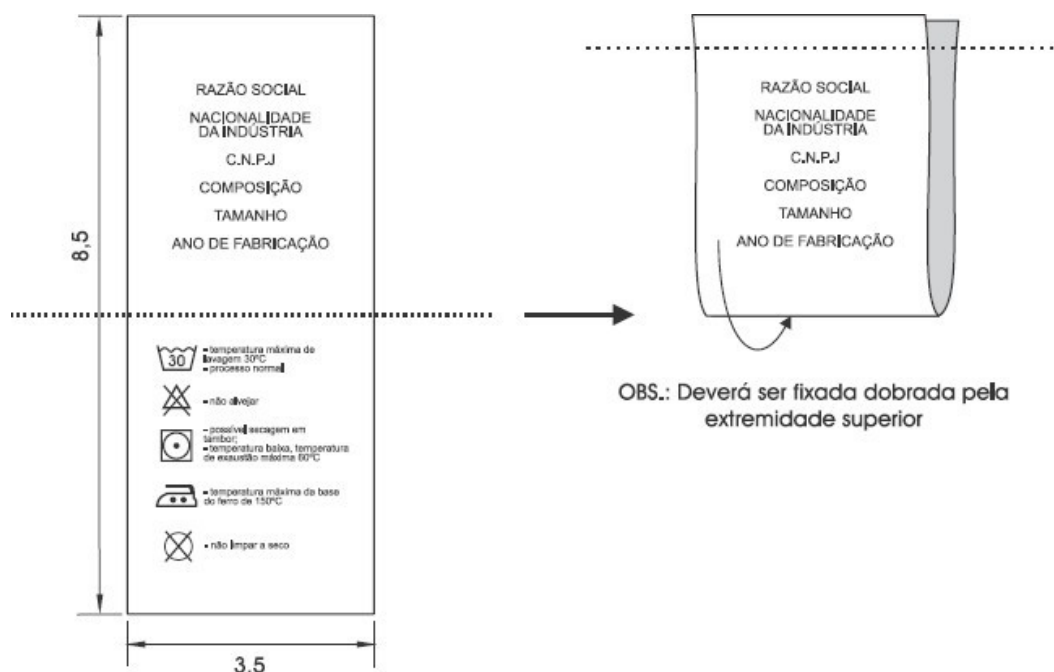 RAZÃO SOCIAL
NACIONALIDADE
DA INDÚSTRIA
C.N.P.J
COMPOSIÇÃO
TAMANHO
ANO DE FABRICAÇÃO
8,5
30
- temperatura máxima de
lavagem 30ºC
- processo normal
- não alvejar
- possível secagem em
tambor;
- temperatura baixa, temperatura
de exaustão máxima 60ºC
- temperatura máxima da base
do ferro de 150ºC
- não limpar a seco
3,5
RAZÃO SOCIAL
NACIONALIDADE
DA INDÚSTRIA
C.N.P.J
COMPOSIÇÃO
TAMANHO
ANO DE FABRICAÇÃO
OBS.: Deverá ser fixada dobrada pela
extremidade superior